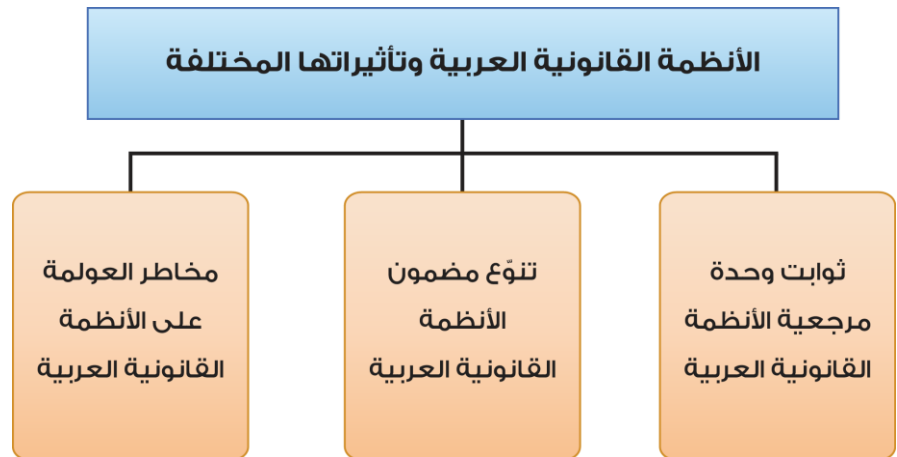 الأنظمة القانونية العربية وتأثيراتها المختلفة
ثوابت وحدة
مرجعية الأنظمة
القانونية العربية
تنوّع مضمون
الأنظمة
القانونية العربية
مخاطر العولمة
على الأنظمة
القانونية العربية